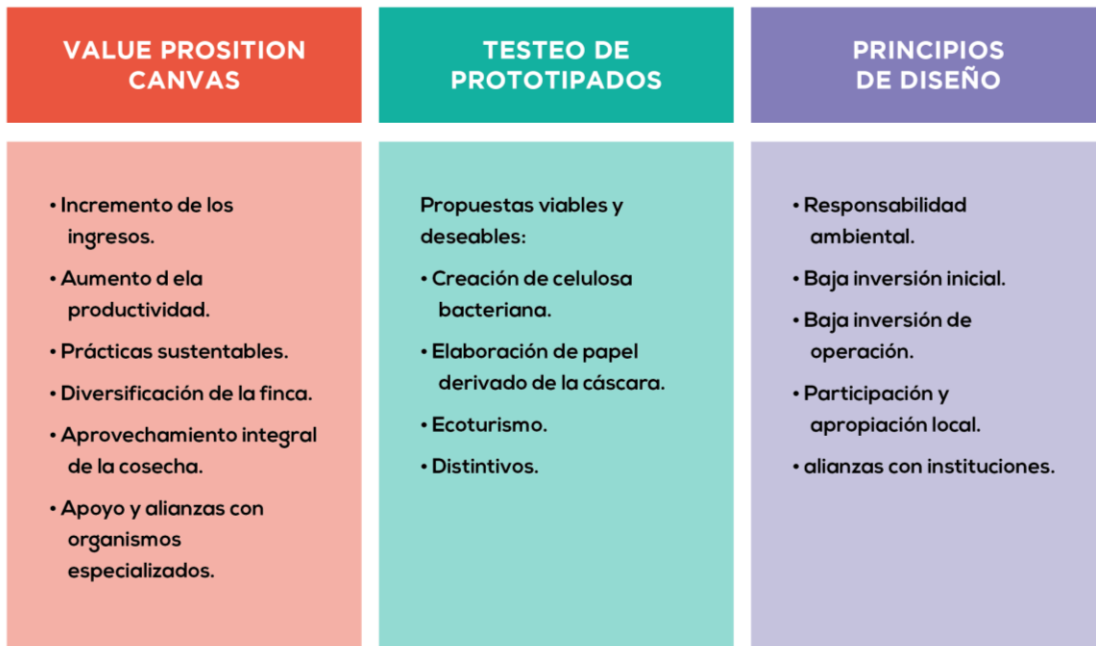 VALUE PROSITION
CANVAS
• Incremento de los
ingresos.
• Aumento d ela
productividad.
• Prácticas sustentables.
• Diversificación de la finca.
• Aprovechamiento integral
de la cosecha.
• Apoyo y alianzas con
organismos
especializados.
TESTEO DE
PROTOTIPADOS
Propuestas viables y
deseables:
• Creación de celulosa
bacteriana.
• Elaboración de papel
derivado de la cáscara.
• Ecoturismo.
• Distintivos.
PRINCIPIOS
DE DISEÑO
• Responsabilidad
ambiental.
• Baja inversión inicial.
• Baja inversión de
operación.
• Participación y
apropiación local.
• alianzas con instituciones.